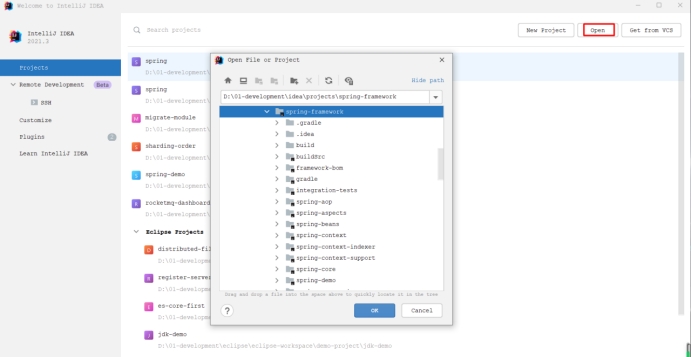 Welcome to IntelliJ IDEA
IntelliJ IDEA
2021.3
Search projects
New Project
Open
Get from VCS
Projects
Remote Development
Beta
SSH
Customize
Plugins
2
Learn IntelliJ IDEA
spring
D:\01-development
spring
D:\01-development
migrate-module
D:\01-development
sharding-order
D:\01-development
spring-demo
D:\01-development
rocketmq-dashboard
D:\01-development
Eclipse Projects
distributed-fil
D:\01-development
register-server
D:\01-development
es-core-first
D:\01-development
jdk-demo
D:\01-development\eclipse\eclipse-workspace\demo-project\jdk-demo
Open File or Project
Hide path
D:\01-development\idea\projects\spring-framework
spring-framework
.gradle
.idea
build
buildSrc
framework-bom
gradle
integration-tests
spring-aop
spring-aspects
spring-beans
spring-context
spring-context-indexer
spring-context-support
spring-core
spring-demo
Drag and drop a file into the space above to quickly locate it in the tree
?
OK
Cancel